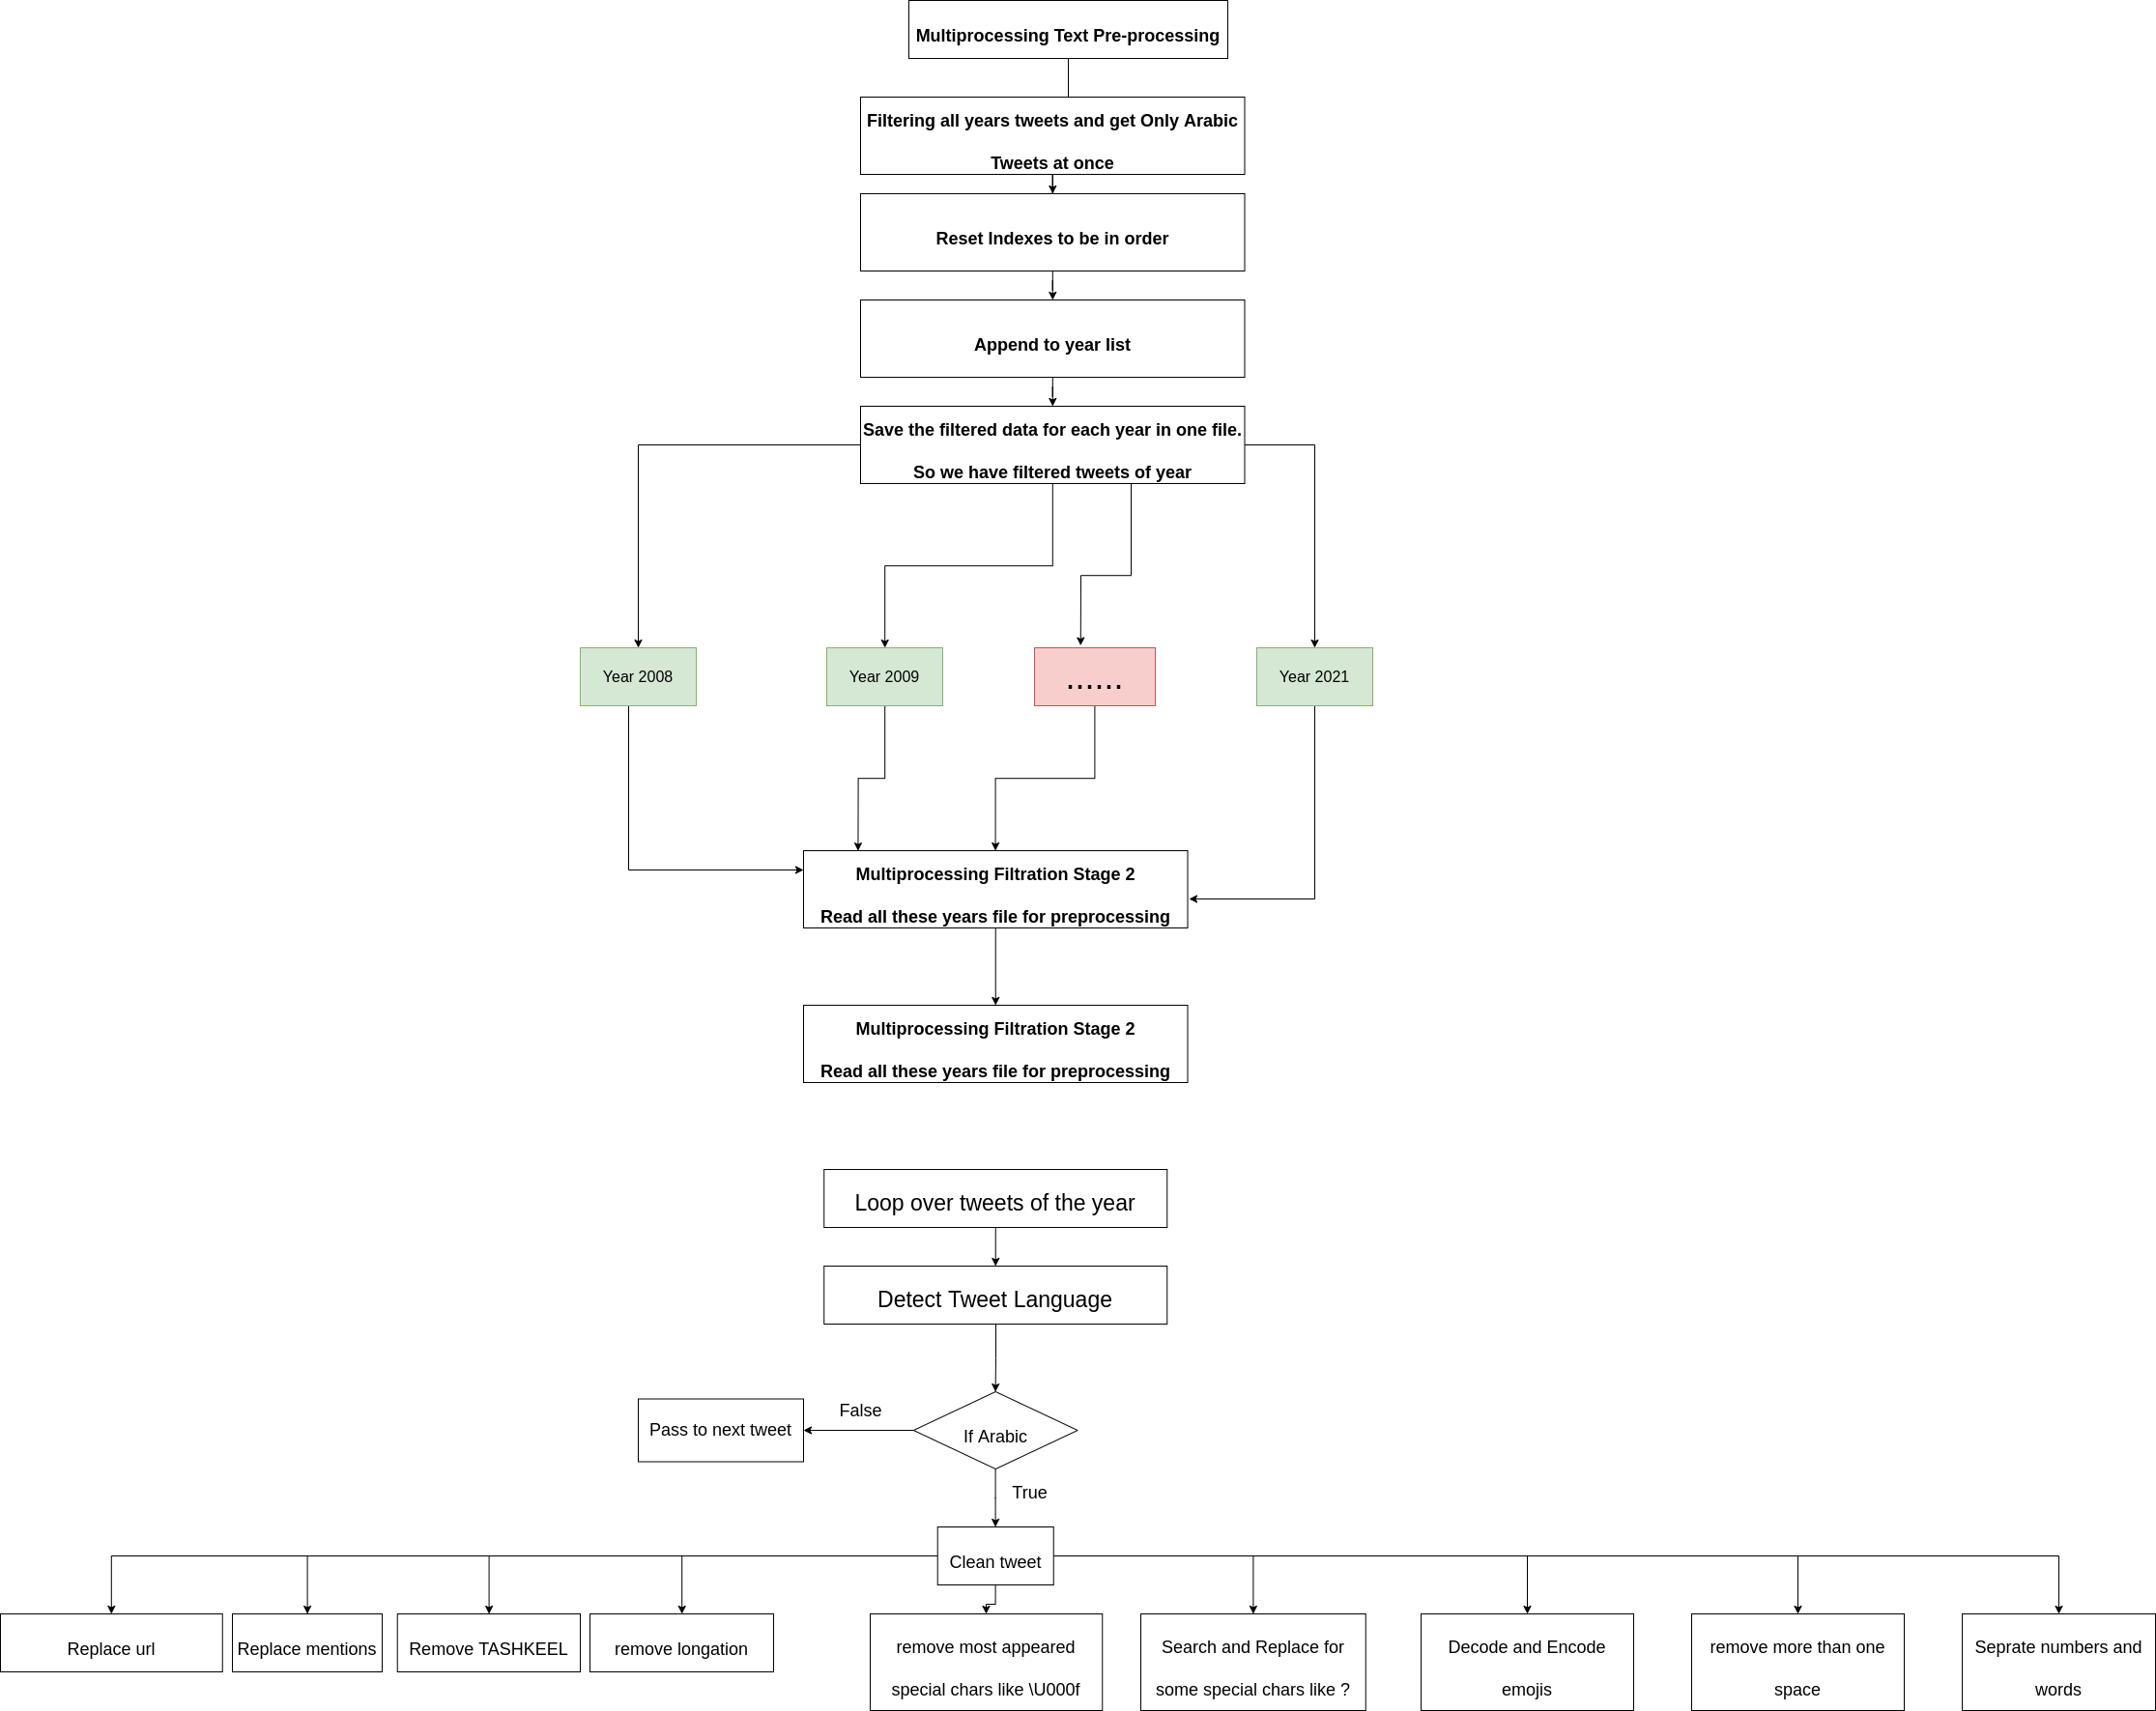 Multiprocessing Text Pre-processing
Filtering all years tweets and get Only Arabic
Tweets at once
Reset Indexes to be in order
Append to year list
Save the filtered data for each year in one file.
So we have filtered tweets of year
Year 2008
Year 2009
......
Year 2021
Multiprocessing Filtration Stage 2
Read all these years file for preprocessing
Multiprocessing Filtration Stage 2
Read all these years file for preprocessing
Loop over tweets of the year
Detect Tweet Language
If Arabic
False
Pass to next tweet
True
Clean tweet
Replace url
Replace mentions
Remove TASHKEEL
remove longation
remove most appeared
special chars like \U000f
Search and Replace for
some special chars like ?
Decode and Encode
emojis
remove more than one
space
Seprate numbers and
words